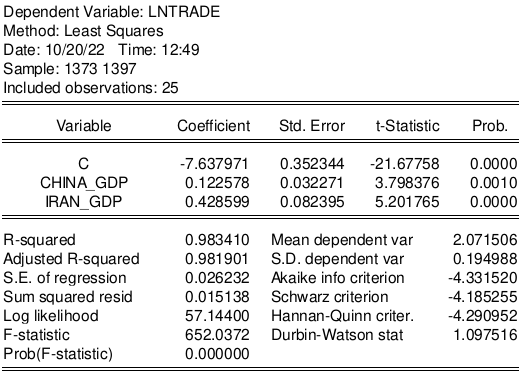 Dependent Variable: LNTRADE
Method: Least Squares
Date: 10/20/22 Time: 12:49
Sample: 1373 1397
Included observations: 25
Variable Coefficient Std. Error t-Statistic Prob.
C -7.637971 0.352344 -21.67758 0.0000
CHINA_GDP 0.122578 0.032271 3.798376 0.0010
IRAN_GDP 0.428599 0.082395 5.201765 0.0000
R-squared 0.983410 Mean dependent var 2.071506
Adjusted R-squared 0.981901 S.D. dependent var 0.194988
S.E. of regression 0.026232 Akaike info criterion -4.331520
Sum squared resid 0.015138 Schwarz criterion -4.185255
Log likelihood 57.14400 Hannan-Quinn criter. -4.290952
F-statistic 652.0372 Durbin-Watson stat 1.097516
Prob(F-statistic) 0.000000